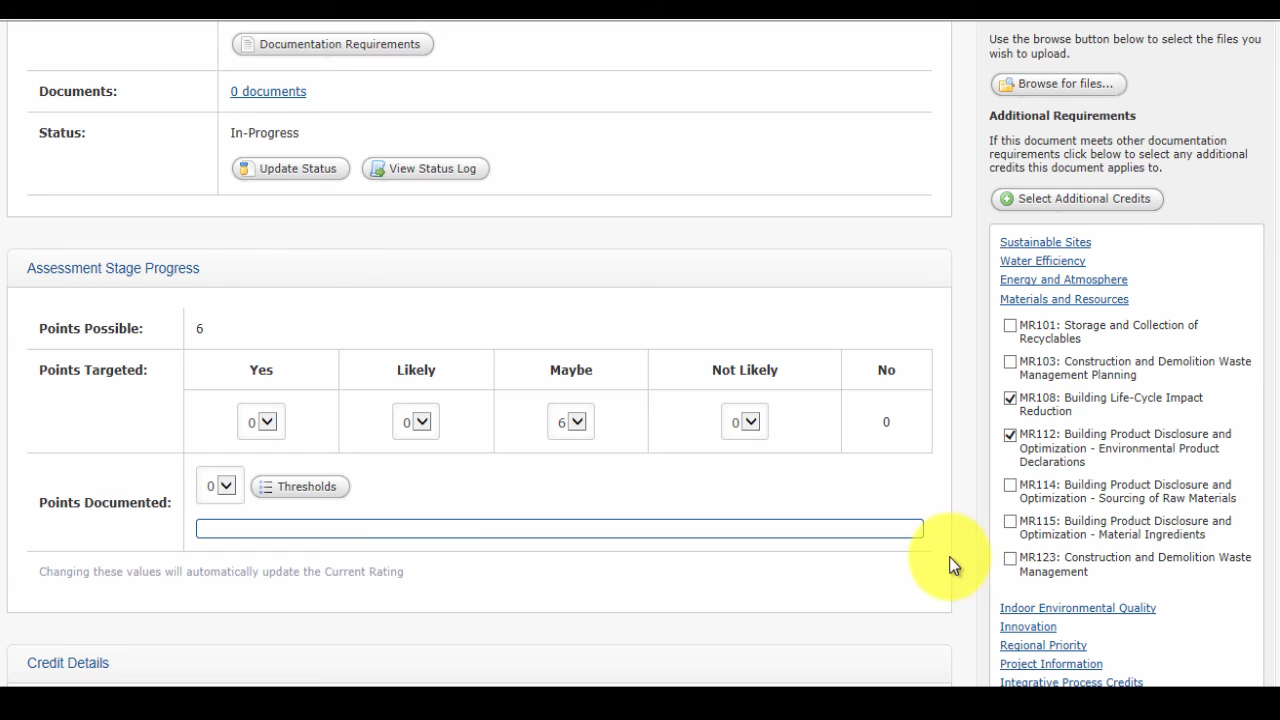 Documentation Requirements
Documents:
0 documents
Status:
In-Progress
Update Status
View Status Log
Assessment Stage Progress
Points Possible:
6
Points Targeted:
Yes
Likely
Maybe
Not Likely
No
0
0
6
0
0
Points Documented:
0
Thresholds
Changing these values will automatically update the Current Rating
Credit Details
Use the browse button below to select the files you
wish to upload.
Browse for files...
Additional Requirements
If this document meets other documentation
requirements click below to select any additional
credits this document applies to.
Select Additional Credits
Sustainable Sites
Water Efficiency
Energy and Atmosphere
Materials and Resources
MR101: Storage and Collection of
Recyclables
MR103: Construction and Demolition Waste
Management Planning
MR108: Building Life-Cycle Impact
Reduction
MR112: Building Product Disclosure and
Optimization - Environmental Product
Declarations
MR114: Building Product Disclosure and
Optimization - Sourcing of Raw Materials
MR115: Building Product Disclosure and
Optimization - Material Ingredients
MR123: Construction and Demolition Waste
Management
Indoor Environmental Quality
Innovation
Regional Priority
Project Information
Integrative Process Credits